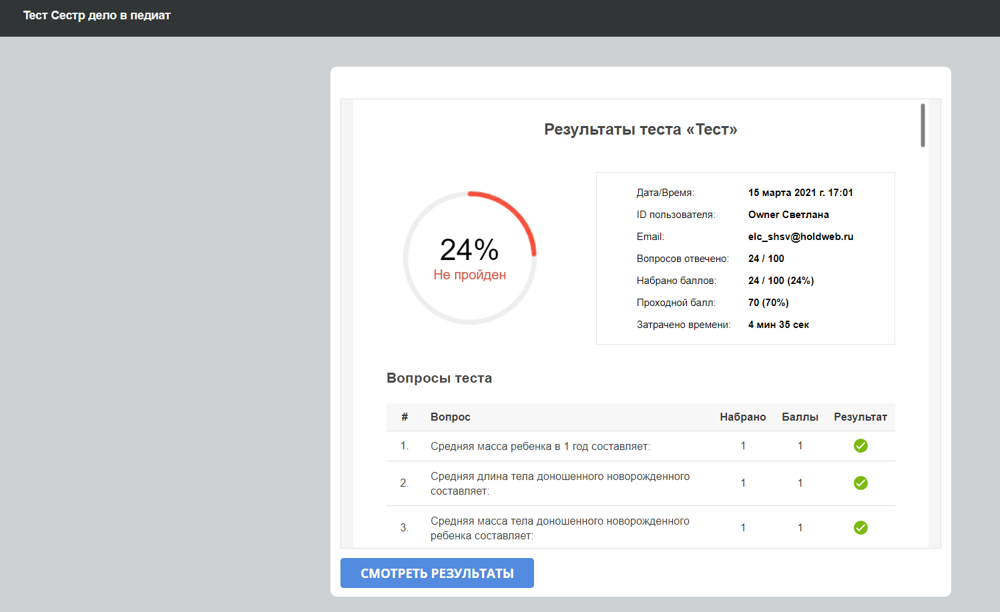 Тест Сестр дело в педиат
Результаты теста «Тест»
24%
Не пройден
Дата/Время: 15 марта 2021 г. 17:01
ID пользователя: Owner Светлана
Email: elc_shsv@holdweb.ru
Вопросов отвечено: 24 / 100
Набрано баллов: 24 / 100 (24%)
Проходной балл: 70 (70%)
Затрачено времени: 4 мин 35 сек
Вопросы теста
# Вопрос Набрано Баллы Результат
1. Средняя масса ребенка в 1 год составляет: 1 1
2. Средняя длина тела доношенного новорожденного
составляет: 1 1
3. Средняя масса тела доношенного новорожденного
ребенка составляет: 1 1
СМОТРЕТЬ РЕЗУЛЬТАТЫ